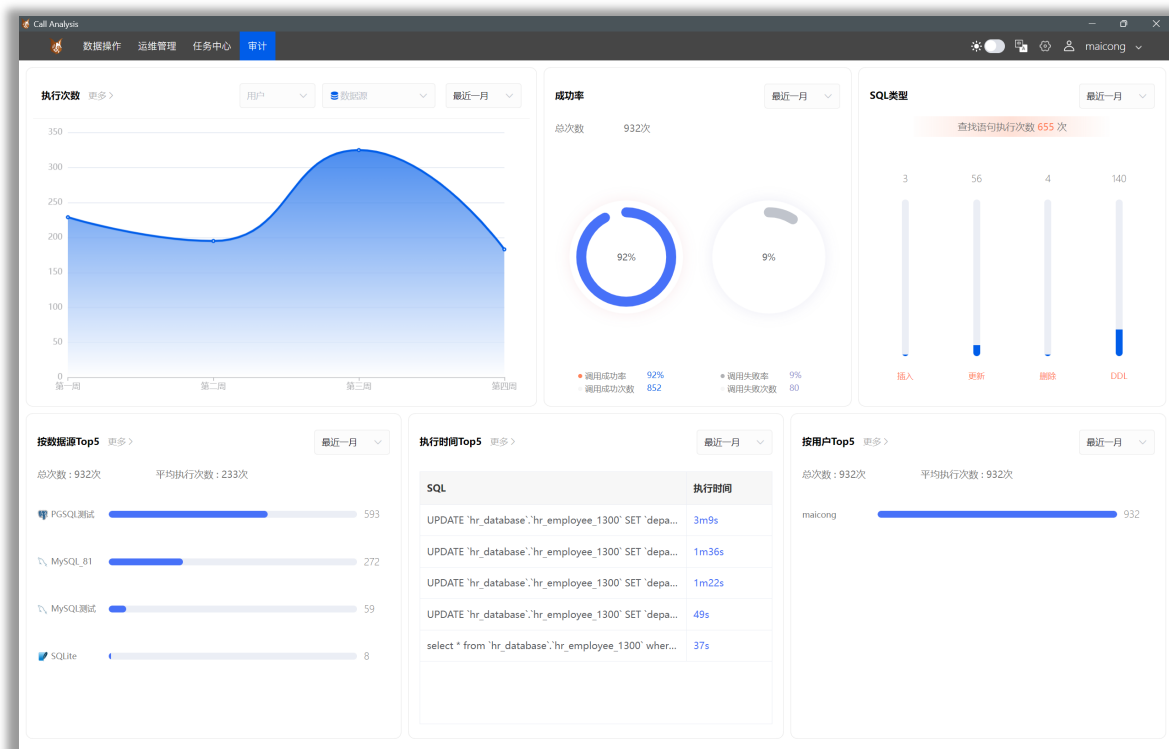 Call Analysis
数据操作 运维管理 任务中心 审计 maicong
执行次数 更多 用户 数据源 最近一月
350
300
250
200
150
100
50
0
第一周 第二周 第三周 第四周
成功率 最近一月
总次数 932次
92% 9%
调用成功率 92% 调用失败率 9%
调用成功次数 852 调用失败次数 80
SQL类型 最近一月
查找语句执行次数 655 次
3 56 4 140
插入 更新 删除 DDL
按数据源Top5 更多 最近一月
总次数 : 932次 平均执行次数 : 233次
PGSQL测试 593
MySQL_81 272
MySQL测试 59
SQLite 8
执行时间Top5 更多 最近一月
SQL 执行时间
UPDATE `hr_database`.`hr_employee_1300` SET `depa... 3m9s
UPDATE `hr_database`.`hr_employee_1300` SET `depa... 1m36s
UPDATE `hr_database`.`hr_employee_1300` SET `depa... 1m22s
UPDATE `hr_database`.`hr_employee_1300` SET `depa... 49s
select * from `hr_database`.`hr_employee_1300` wher... 37s
按用户Top5 更多 最近一月
总次数 : 932次 平均执行次数 : 932次
maicong 932